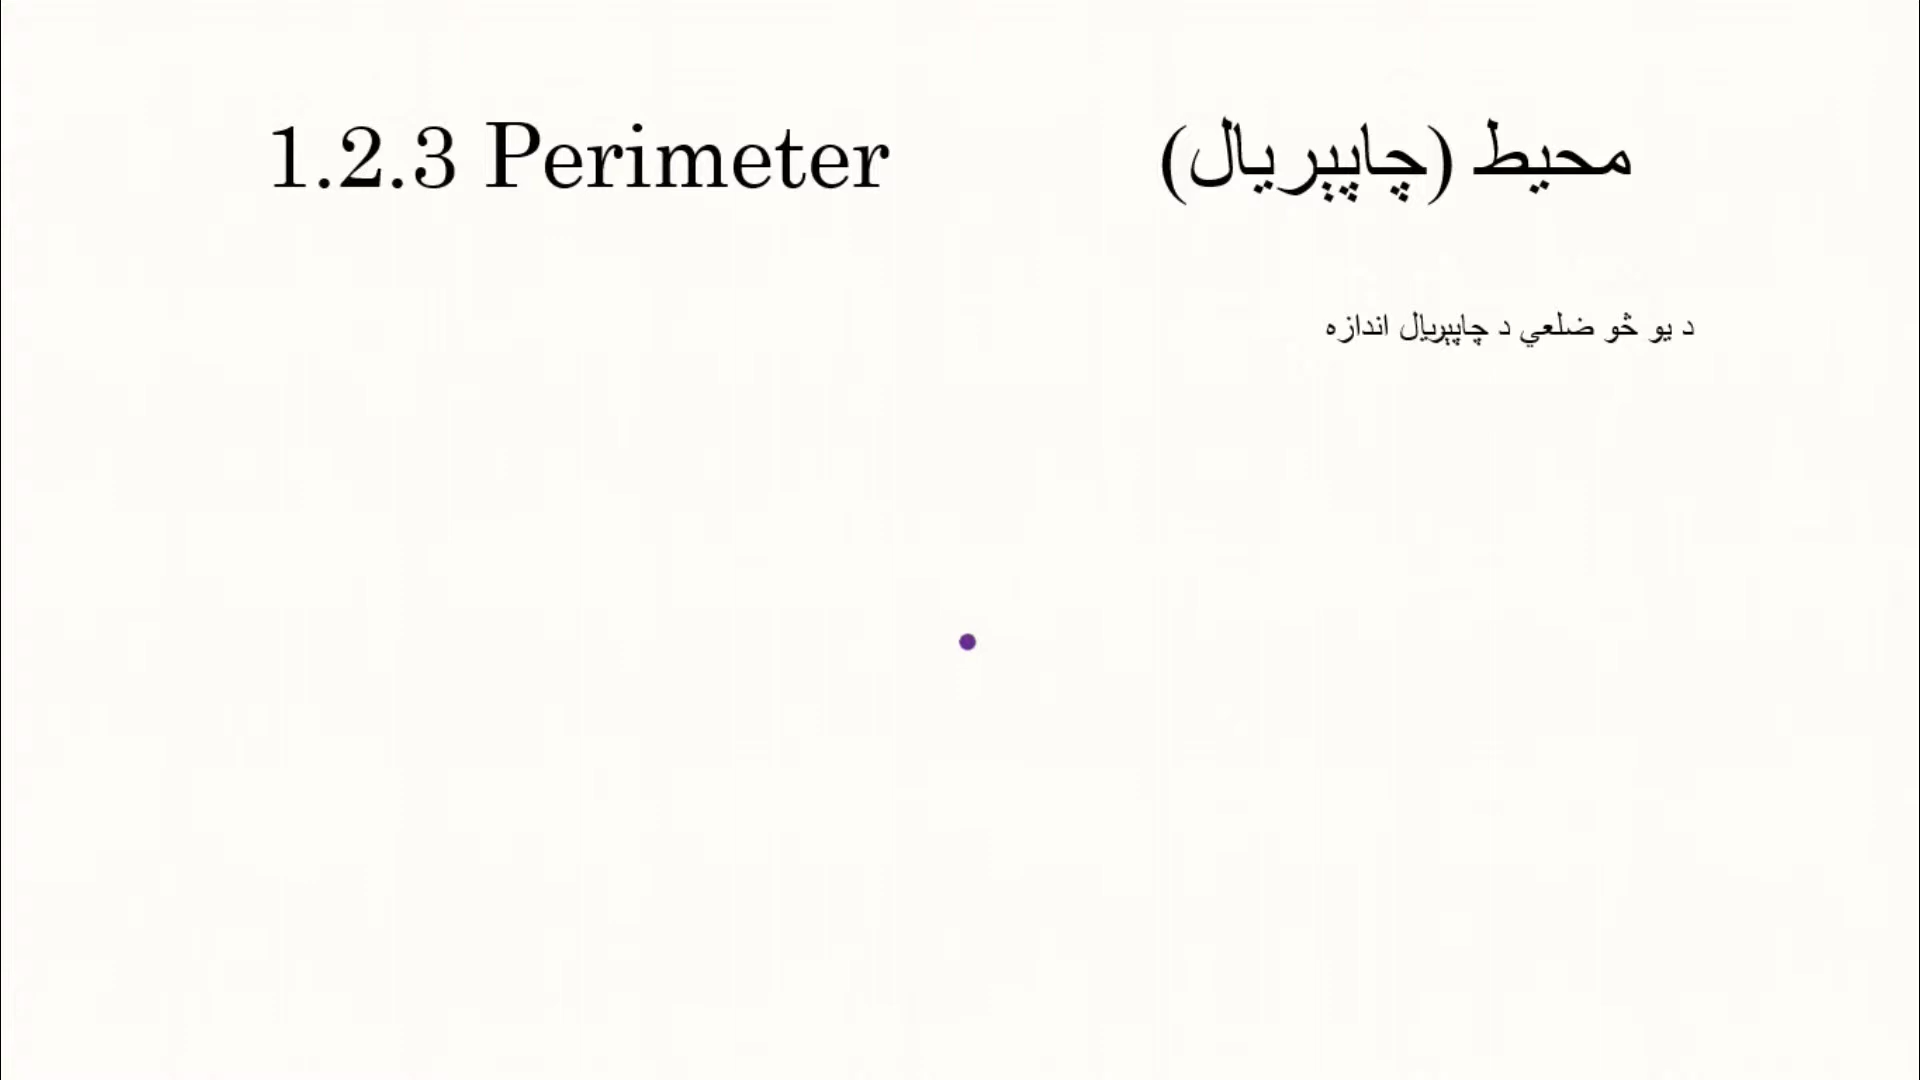 1.2.3 Perimeter
محیط (چاپېریال)
د یو څو ضلعي د چاپېریال اندازه